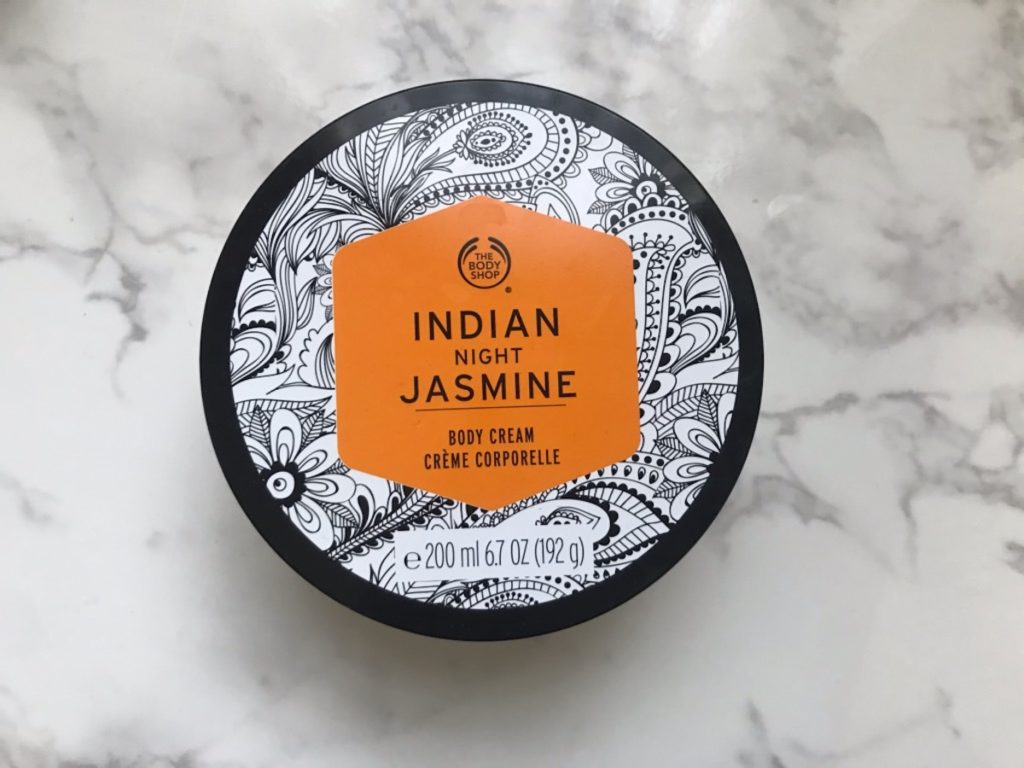 THE
BODY
SHOP
®
INDIAN
NIGHT
JASMINE
BODY CREAM
CRÈME CORPORELLE
℮ 200 ml 6.7 OZ (192 g)